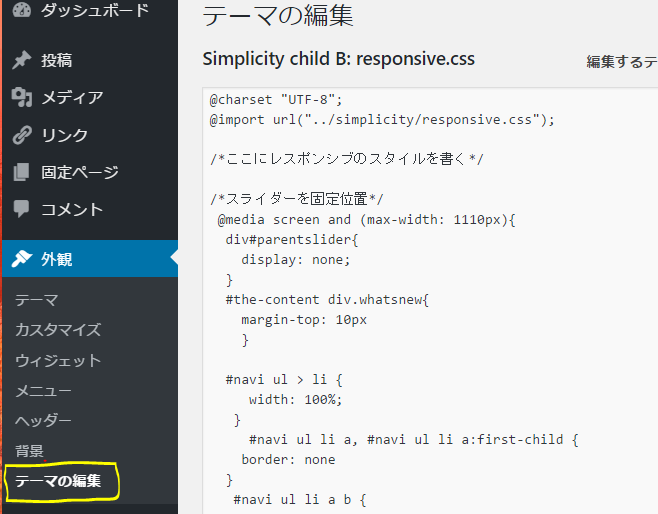 ダッシュボード
投稿
メディア
リンク
固定ページ
コメント
外観
テーマ
カスタマイズ
ウィジェット
メニュー
ヘッダー
背景
テーマの編集
テーマの編集
Simplicity child B: responsive.css
編集するテ
@charset "UTF-8";
@import url("../simplicity/responsive.css");
/*ここにレスポンシブのスタイルを書く*/
/*スライダーを固定位置*/
@media screen and (max-width: 1110px){
div#parentslider{
display: none;
}
#the-content div.whatsnew{
margin-top: 10px
}
#navi ul > li {
width: 100%;
}
#navi ul li a, #navi ul li a:first-child {
border: none
}
#navi ul li a b {